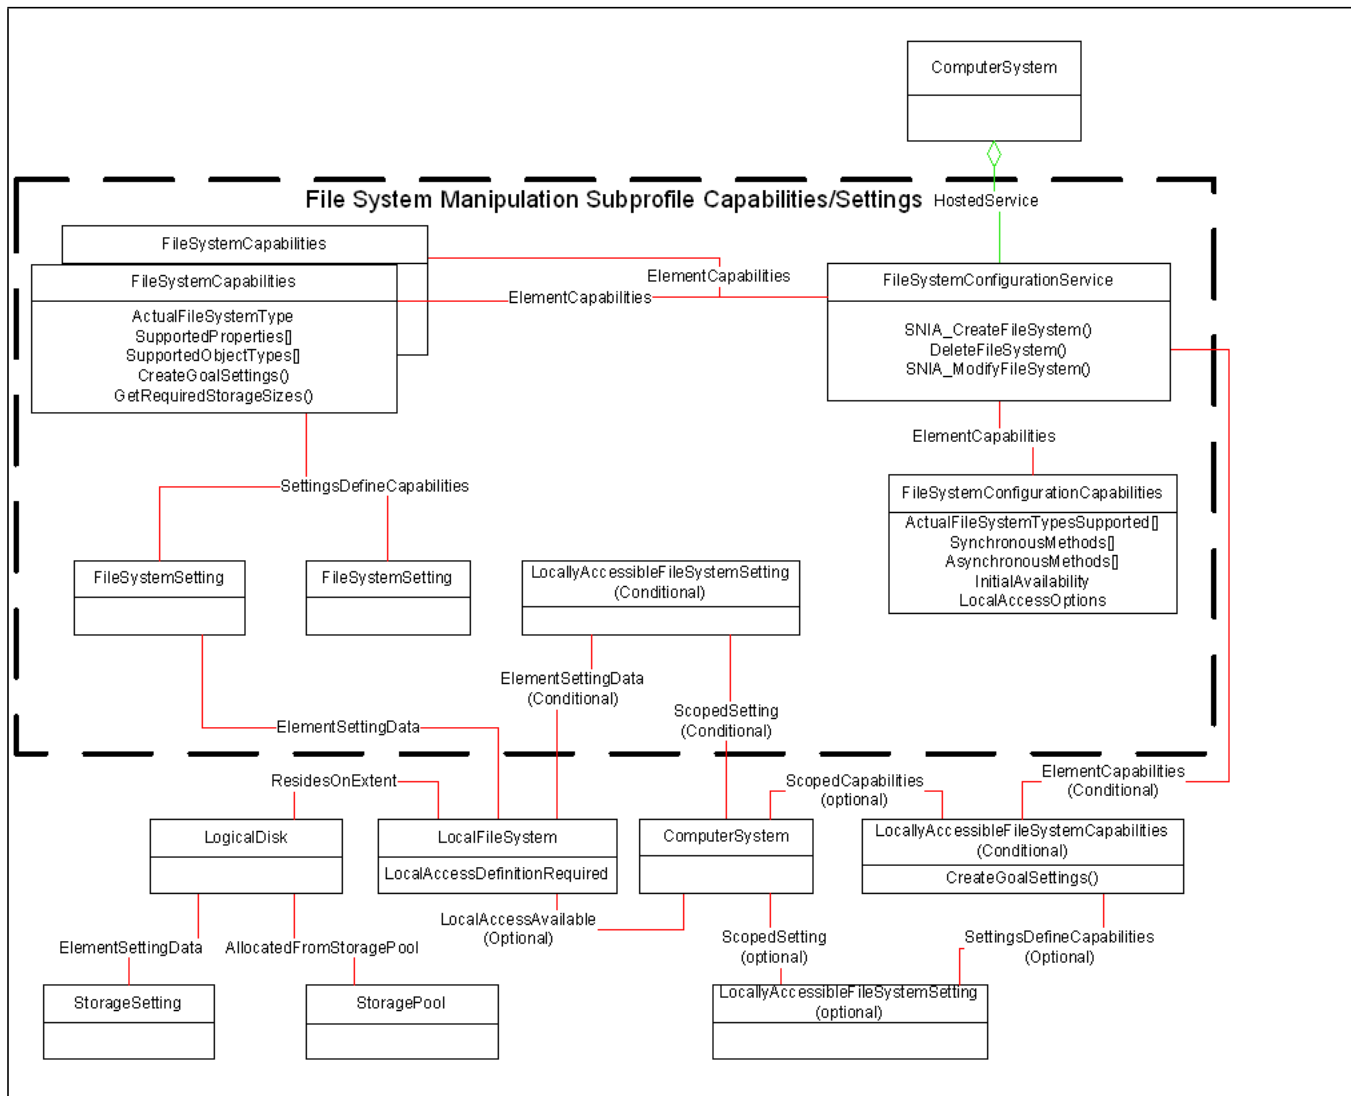 ComputerSystem
File System Manipulation Subprofile Capabilities/Settings
HostedService
FileSystemCapabilities
FileSystemCapabilities
ActualFileSystemType
SupportedProperties[]
SupportedObjectTypes[]
CreateGoalSettings()
GetRequiredStorageSizes()
ElementCapabilities
ElementCapabilities
FileSystemConfigurationService
SNIA_CreateFileSystem()
DeleteFileSystem()
SNIA_ModifyFileSystem()
ElementCapabilities
FileSystemConfigurationCapabilities
ActualFileSystemTypesSupported[]
SynchronousMethods[]
AsynchronousMethods[]
InitialAvailability
LocalAccessOptions
SettingsDefineCapabilities
FileSystemSetting
FileSystemSetting
LocallyAccessibleFileSystemSetting
(Conditional)
ElementSettingData
(Conditional)
ScopedSetting
(Conditional)
ElementSettingData
ResidesOnExtent
ScopedCapabilities
(optional)
ElementCapabilities
(Conditional)
LogicalDisk
LocalFileSystem
LocalAccessDefinitionRequired
ComputerSystem
LocallyAccessibleFileSystemCapabilities
(Conditional)
CreateGoalSettings()
ElementSettingData
AllocatedFromStoragePool
LocalAccessAvailable
(Optional)
ScopedSetting
(optional)
SettingsDefineCapabilities
(Optional)
StorageSetting
StoragePool
LocallyAccessibleFileSystemSetting
(optional)